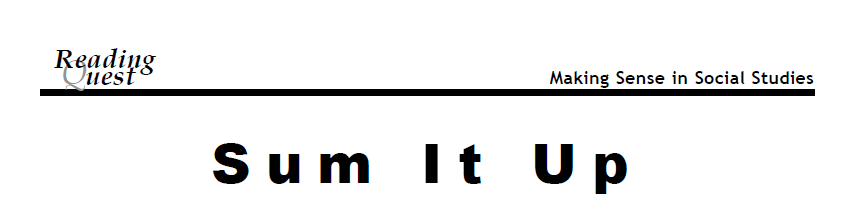 Reading
Quest
Making Sense in Social Studies
Sum It Up